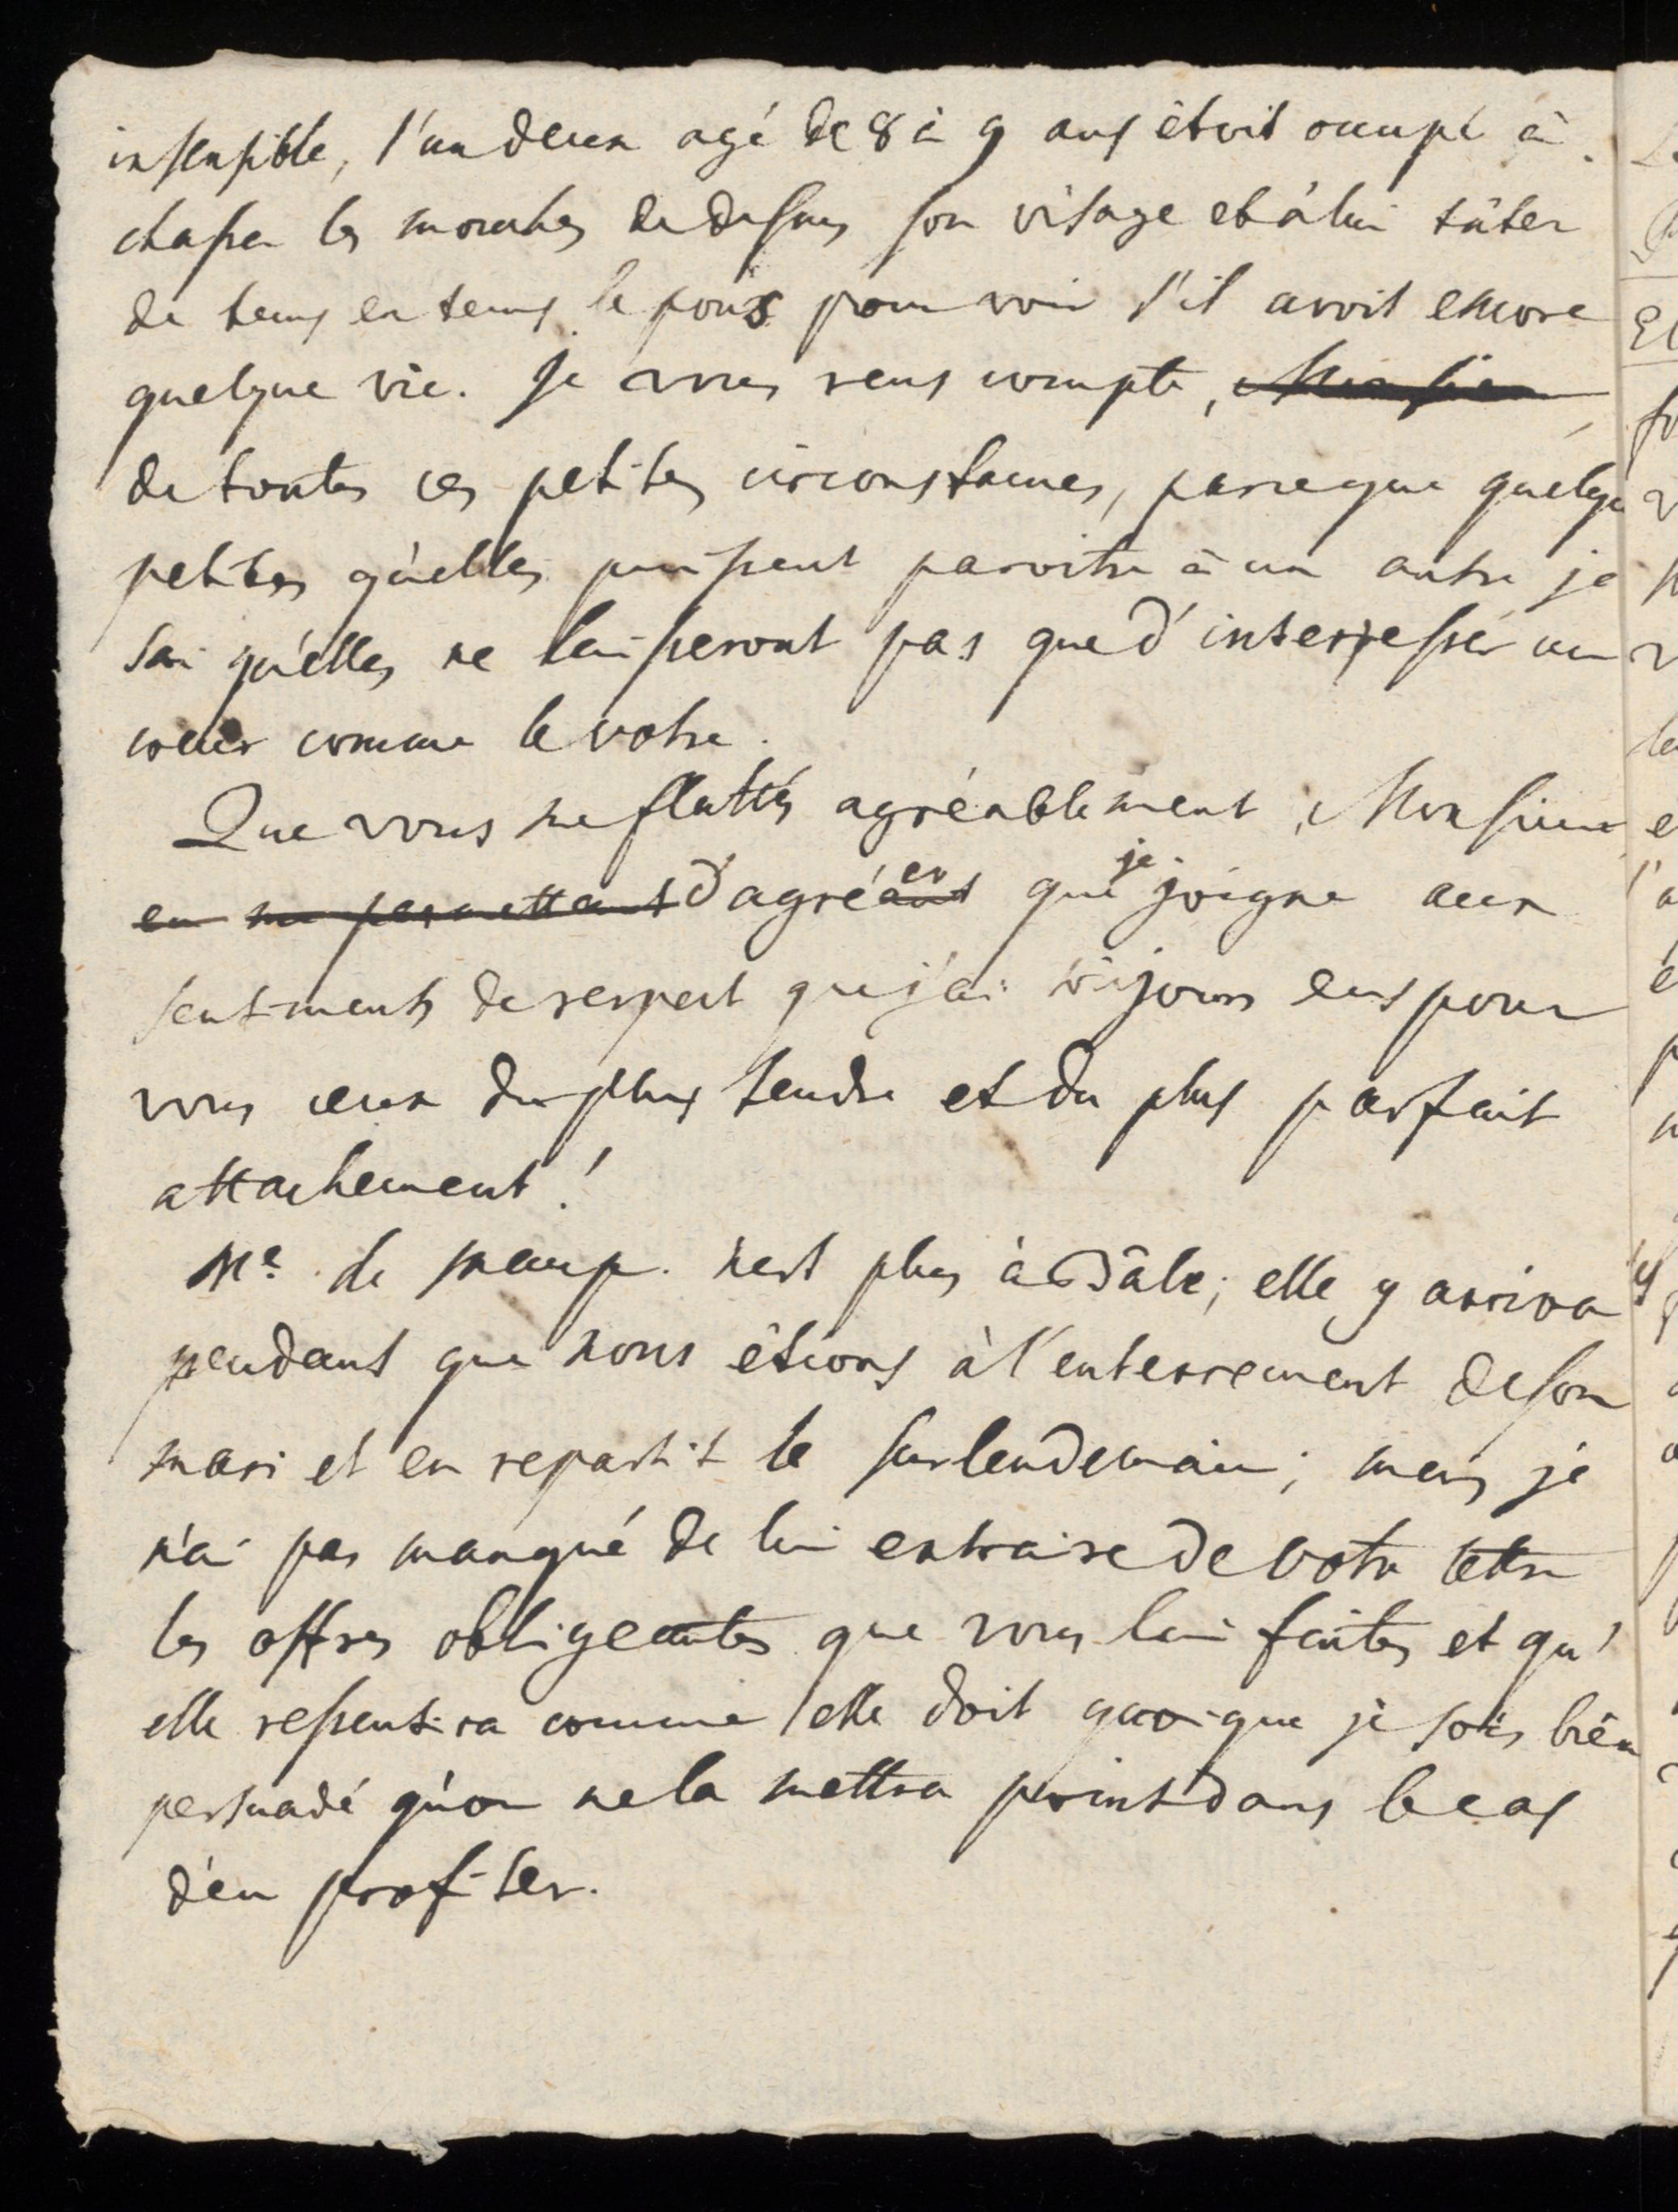 insensible, l'un deux agé de 8 à 9 ans étoit occupé à
chasser les mouches de dessus son visage et à lui tâter
de tems en tems le pouls pour voir s'il avoit encore
quelque vie. Je vous rens compte, Monsieur
de toutes ces petites circonstances, parceque quelque
petites qu'elles puissent paroitre à un autre je
sai qu'elles ne laisseront pas que d'interresser un
coeur comme le votre.
Que vous me flattés agréablement, Monsieur
en me permettant d'agréer que je joigne aux
sentiments de respect que j'ai toujours eus pour
vous ceux du plus tendre et du plus parfait
attachement!
Me. de Maup. n'est plus à Bâle; elle y arriva
pendant que nous étions à l'enterrement de son
mari et en repartit le surlendemain; mais je
n'ai pas manqué de lui extraire de votre lettre
les offres obligeantes que vous lui faites et qu'
elle ressentira comme elle doit quoique je sois bien
persuadé qu'on ne la mettra point dans le cas
d'en profiter.